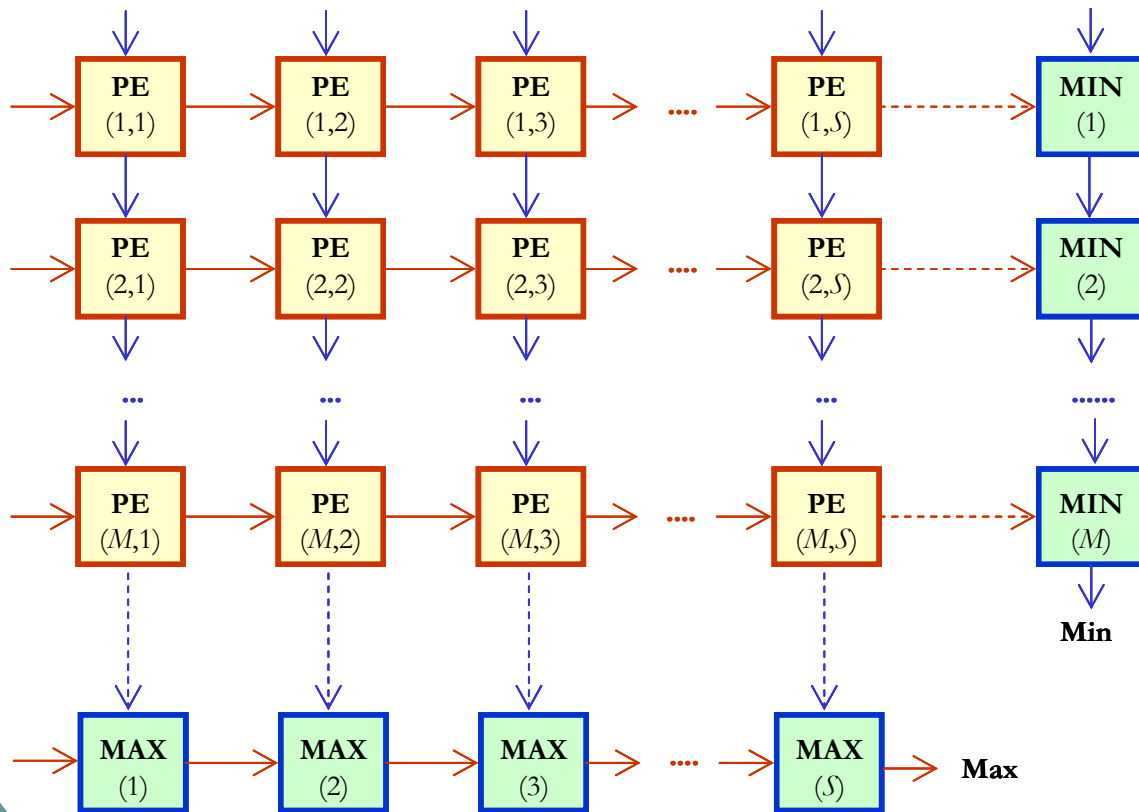 PE PE PE PE MIN
(1,1) (1,2) (1,3) .... (1,S) (1)
PE PE PE PE MIN
(2,1) (2,2) (2,3) .... (2,S) (2)
... ... ... ... ......
PE PE PE PE MIN
(M,1) (M,2) (M,3) .... (M,S) (M)
Min
MAX MAX MAX .... MAX Max
(1) (2) (3) (S)